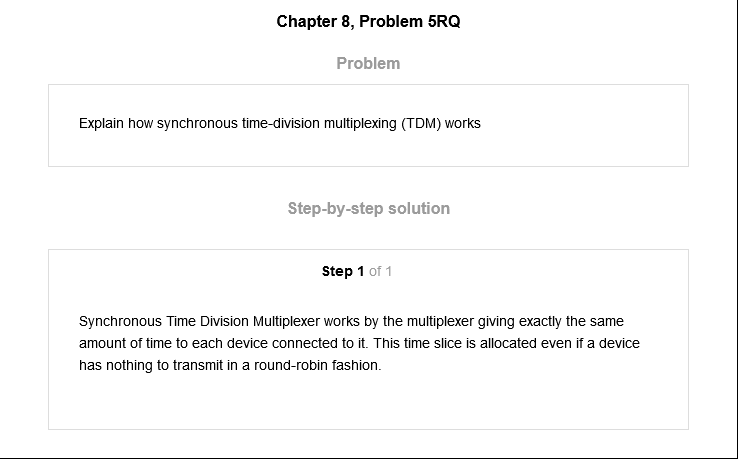 Chapter 8, Problem 5RQ
Problem
Explain how synchronous time-division multiplexing (TDM) works
Step-by-step solution
Step 1 of 1
Synchronous Time Division Multiplexer works by the multiplexer giving exactly the same
amount of time to each device connected to it. This time slice is allocated even if a device
has nothing to transmit in a round-robin fashion.